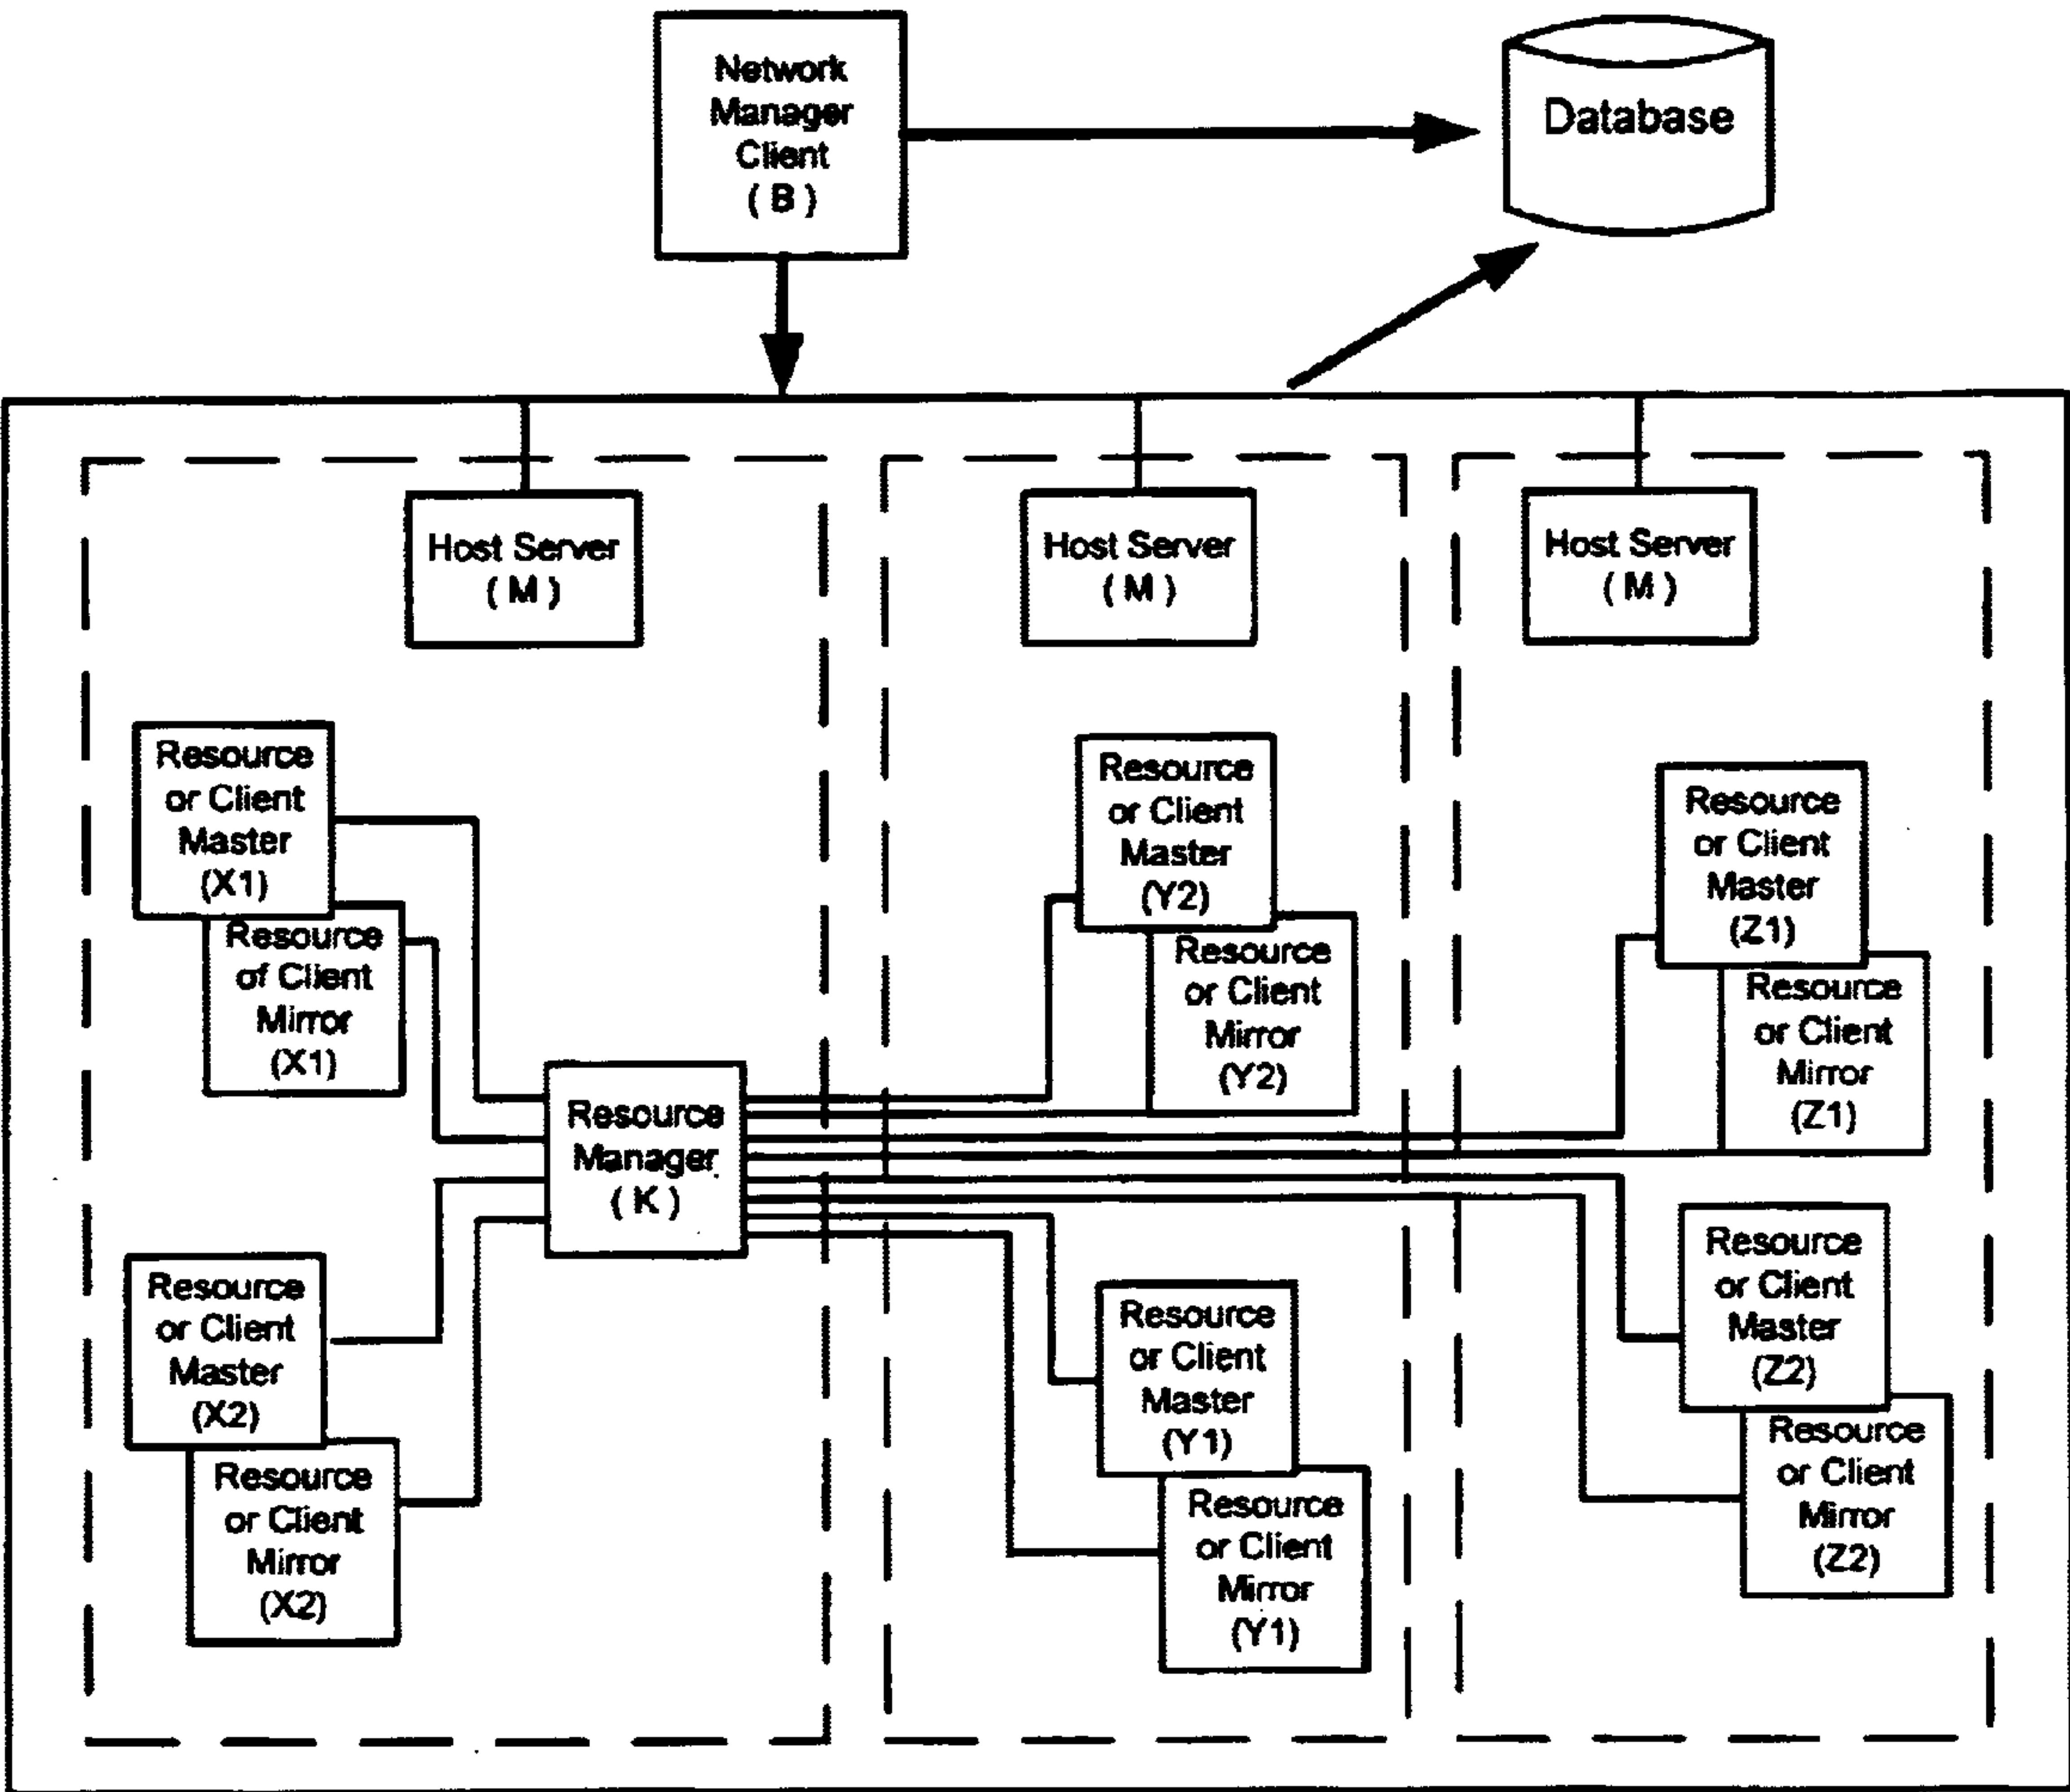 Network
Manager
Client
( B )
Database
Host Server
( M )
Host Server
( M )
Host Server
( M )
Resource
or Client
Master
(X1)
Resource
of Client
Mirror
(X1)
Resource
or Client
Master
(Y2)
Resource
or Client
Mirror
(Y2)
Resource
or Client
Master
(Z1)
Resource
or Client
Mirror
(Z1)
Resource
Manager
( K )
Resource
or Client
Master
(X2)
Resource
or Client
Mirror
(X2)
Resource
or Client
Master
(Y1)
Resource
or Client
Mirror
(Y1)
Resource
or Client
Master
(Z2)
Resource
or Client
Mirror
(Z2)